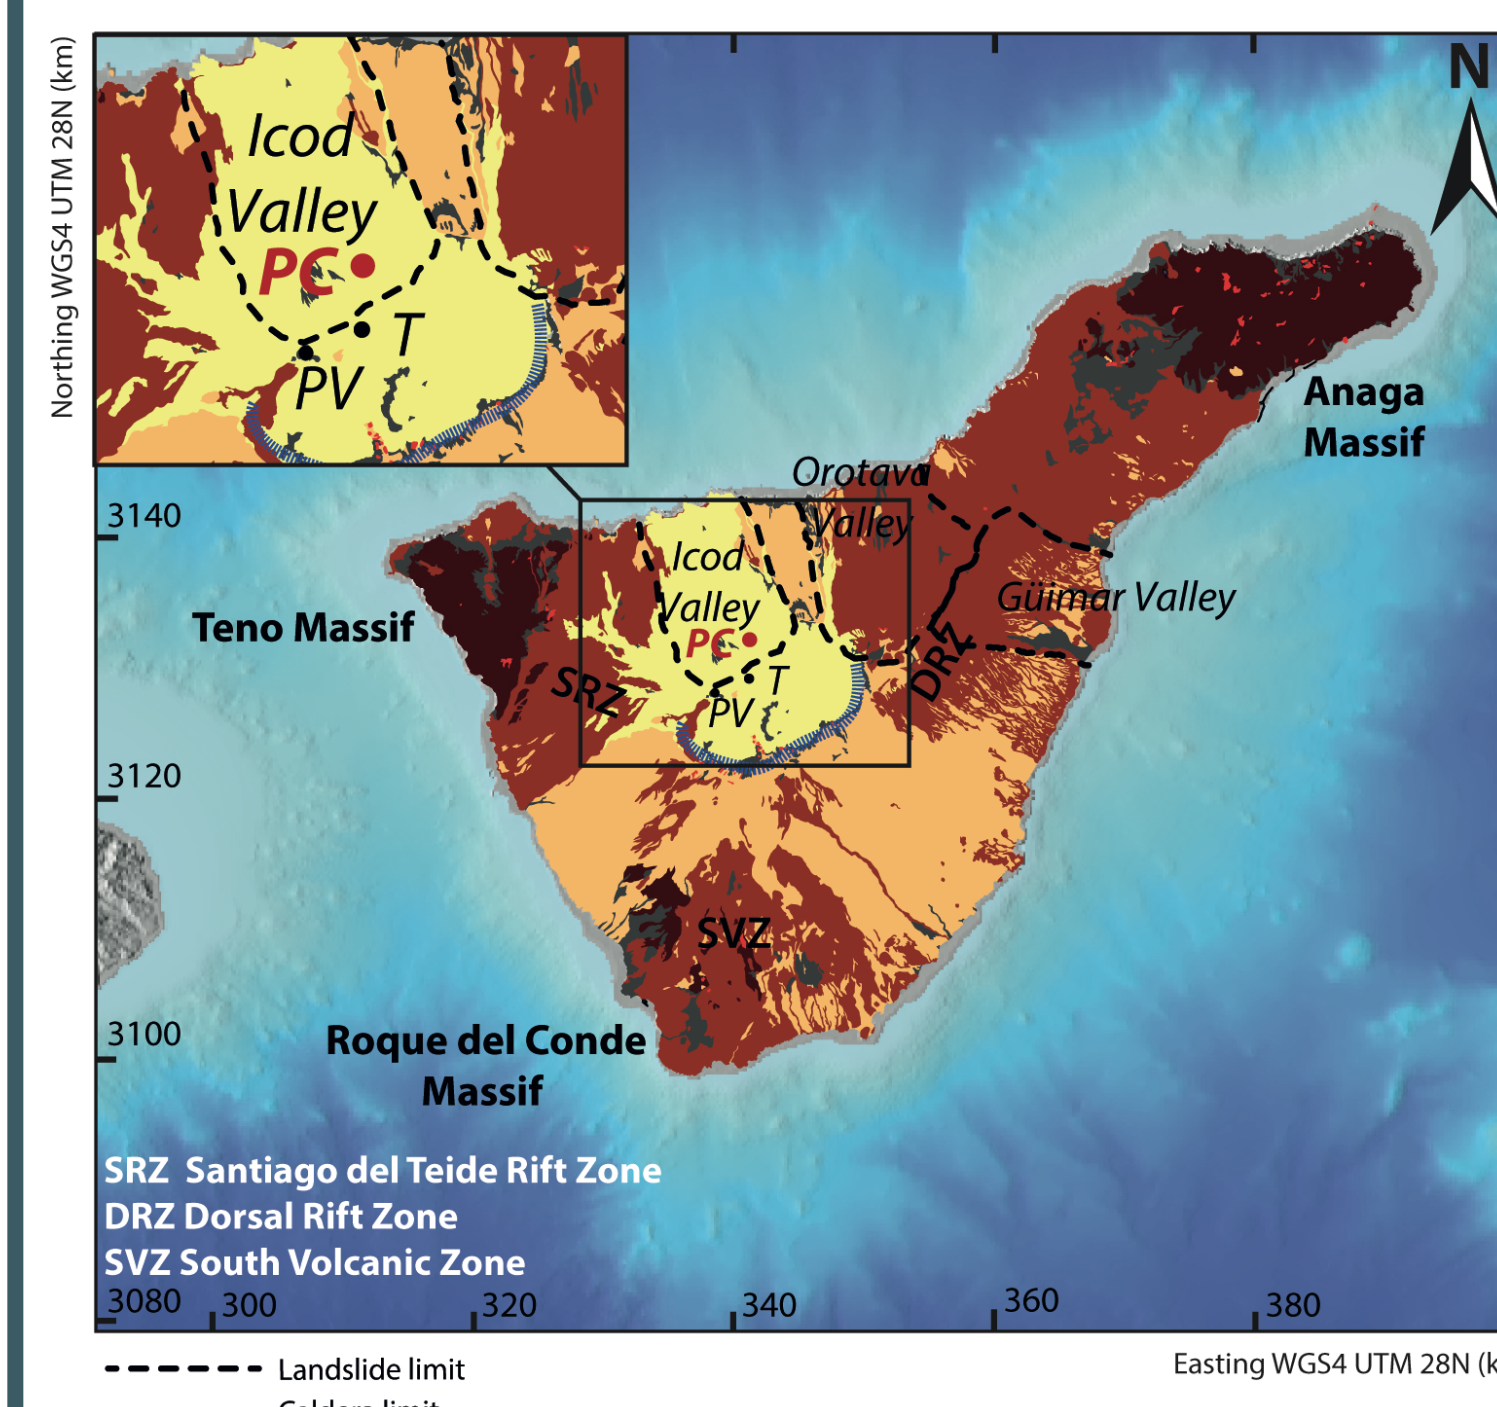 Northing WGS4 UTM 28N (km)
Icod
Valley
PC
T
PV
N
Anaga
Massif
Orotava
Valley
3140
Icod
Valley
PC
T
PV
Güimar Valley
Teno Massif
SRZ
DRZ
3120
SVZ
3100
Roque del Conde
Massif
SRZ Santiago del Teide Rift Zone
DRZ Dorsal Rift Zone
SVZ South Volcanic Zone
3080
300
320
340
360
380
Landslide limit
Easting WGS4 UTM 28N (k
Caldera limit